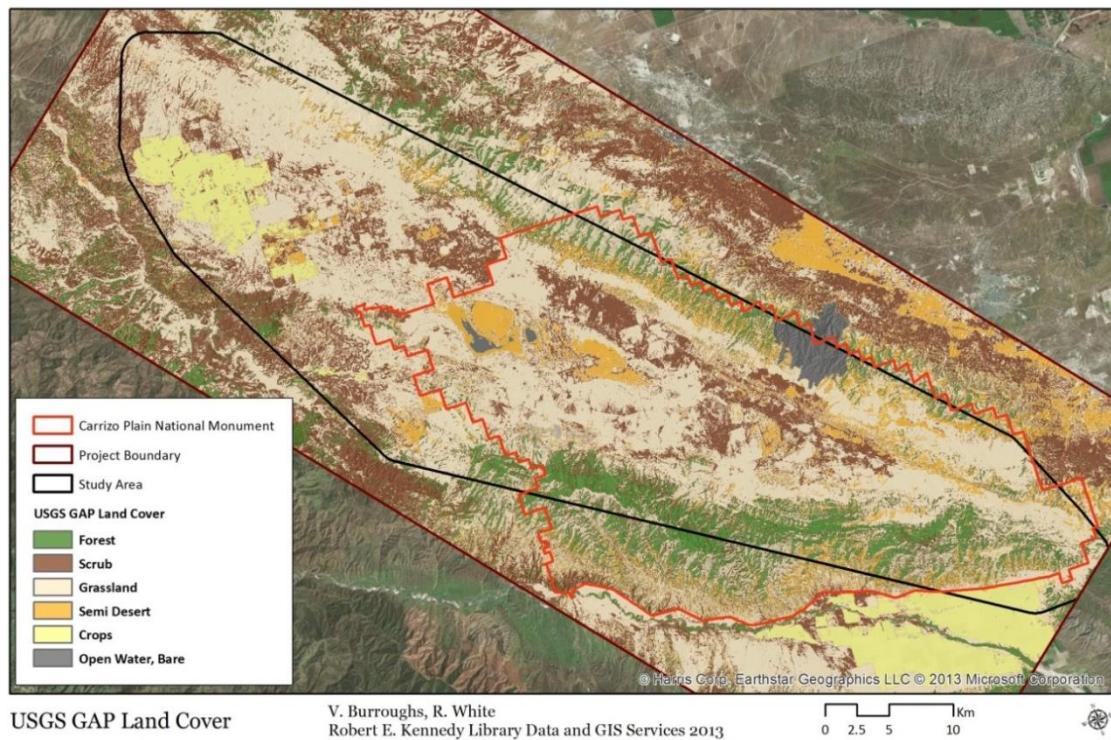 Carrizo Plain National Monument
Project Boundary
Study Area
USGS GAP Land Cover
Forest
Scrub
Grassland
Semi Desert
Crops
Open Water, Bare
© Harris Corp, Earthstar Geographics LLC © 2013 Microsoft Corporation
USGS GAP Land Cover
V. Burroughs, R. White
Robert E. Kennedy Library Data and GIS Services 2013
Km
0 2.5 5 10